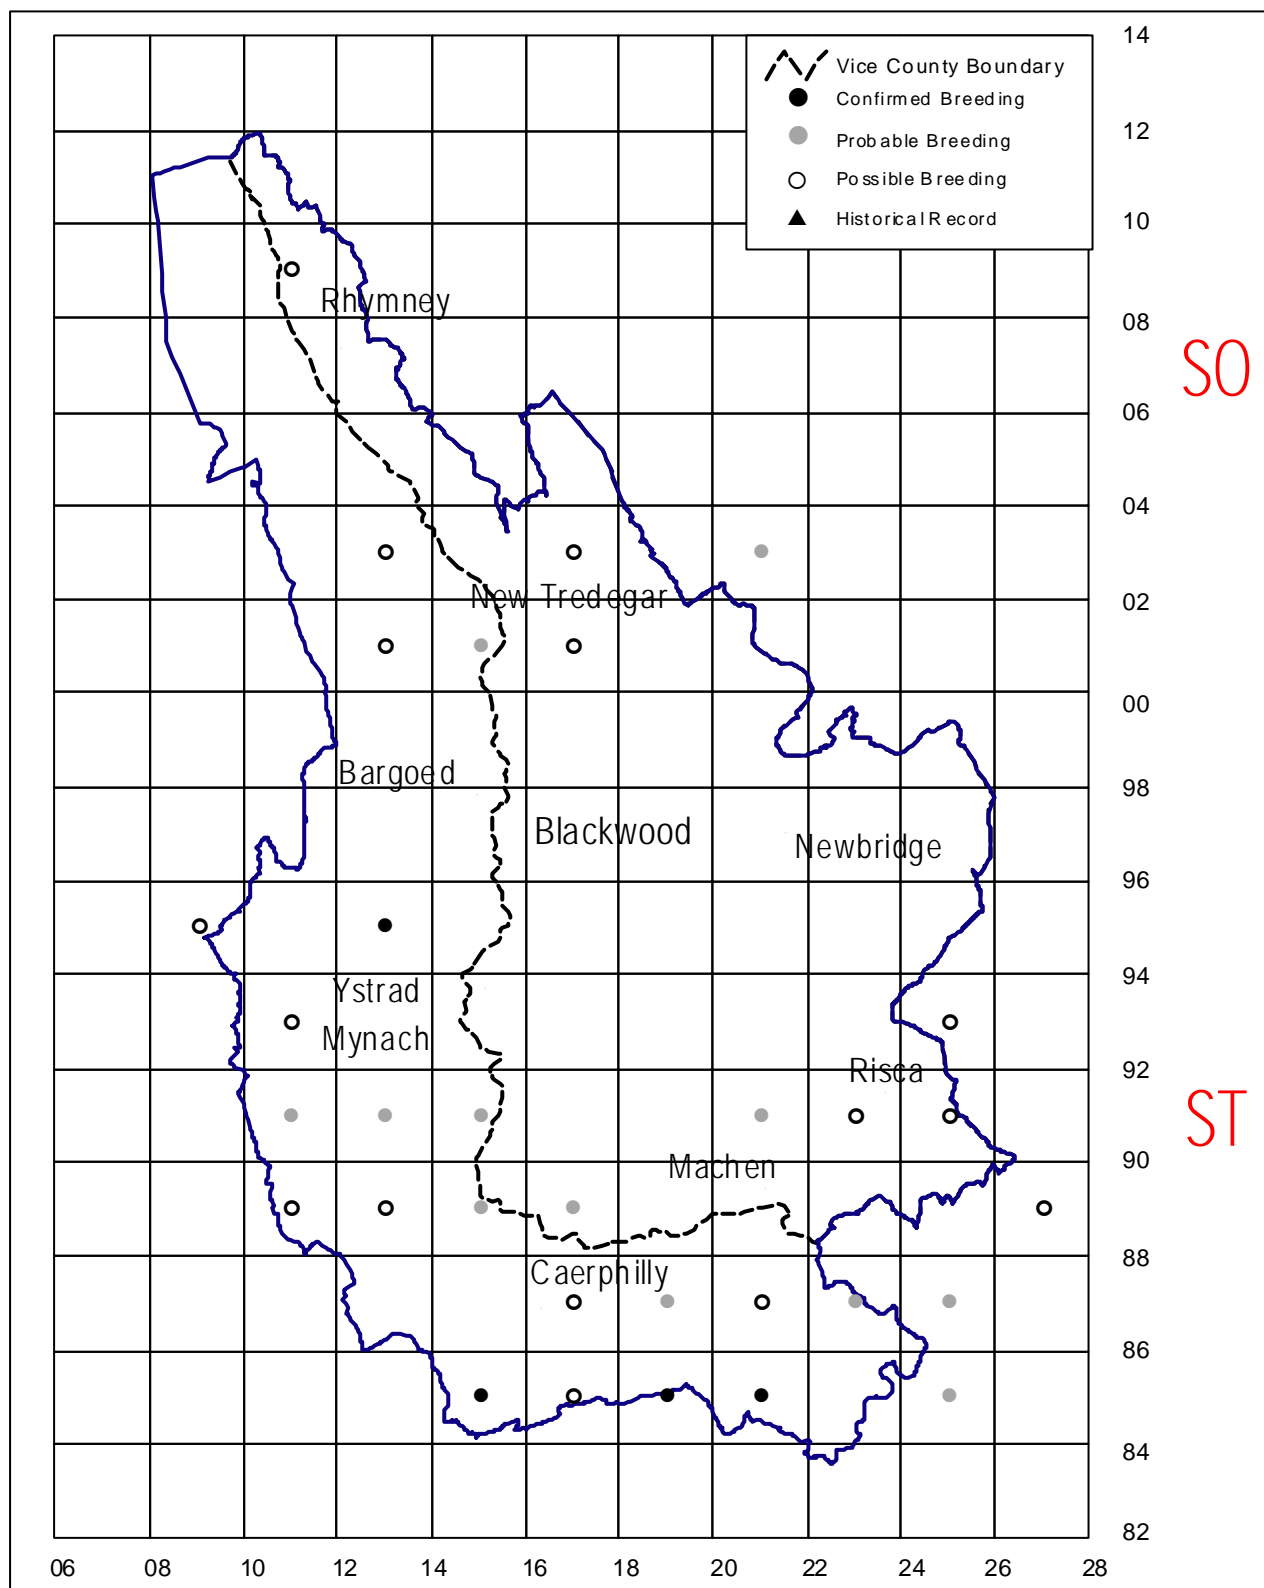 14
Vice County Boundary
Confirmed Breeding
Probable Breeding
Possible Breeding
Historical Record
12
10
Rhymney
08
SO
06
04
New Tredegar
02
00
Bargoed
98
Blackwood
Newbridge
96
94
Ystrad
Mynach
Risca
92
ST
Machen
90
88
Caerphilly
86
84
82
06 08 10 12 14 16 18 20 22 24 26 28